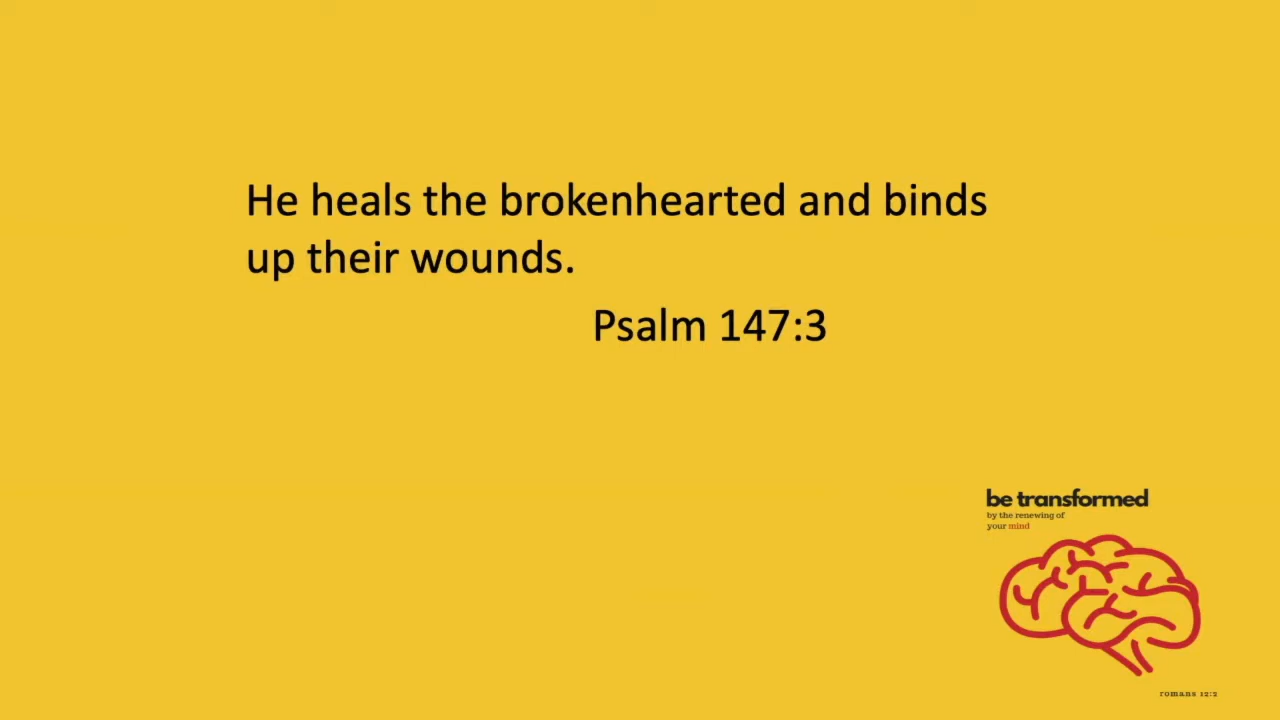 He heals the brokenhearted and binds
up their wounds.
Psalm 147:3
be transformed
by the renewing of
your mind
romans 12:2